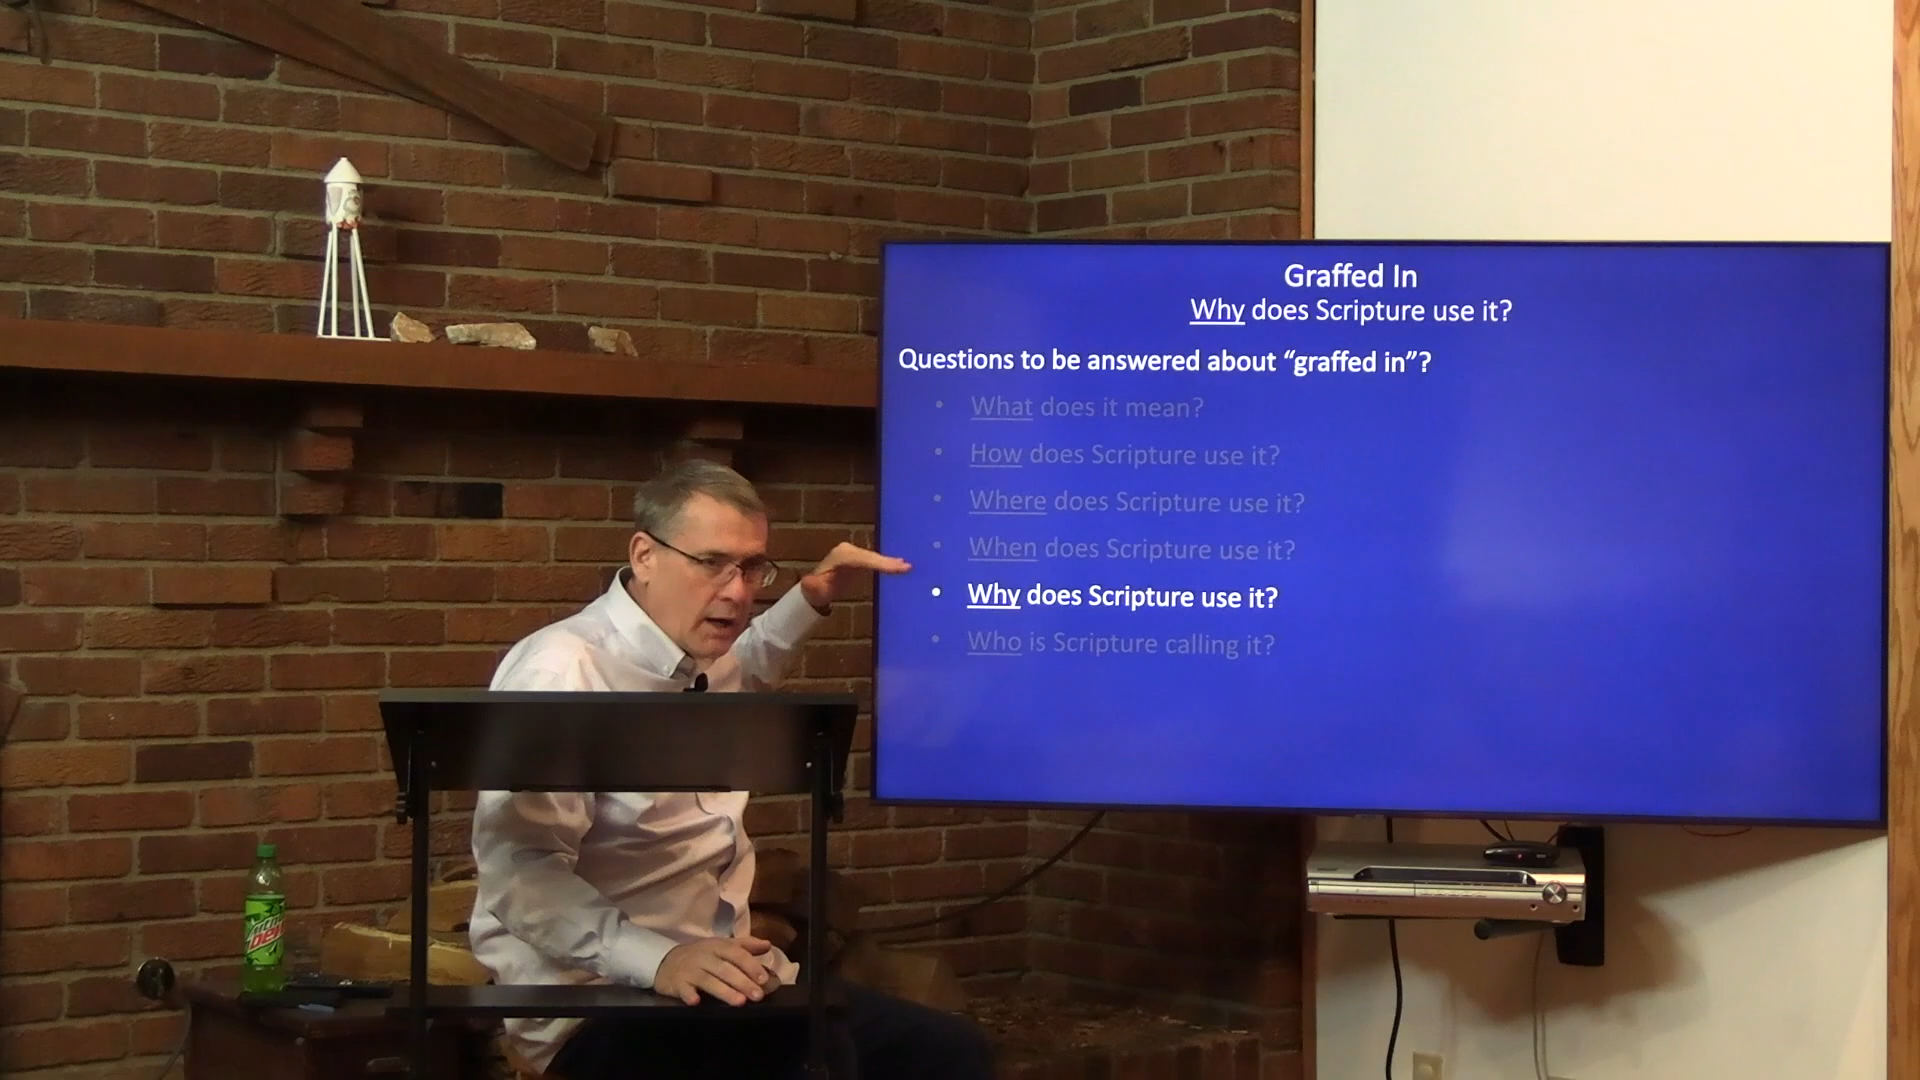 Graffed In
Why does Scripture use it?
Questions to be answered about “graffed in”?
• What does it mean?
• How does Scripture use it?
• Where does Scripture use it?
• When does Scripture use it?
• Why does Scripture use it?
• Who is Scripture calling it?
Mtn
Dew